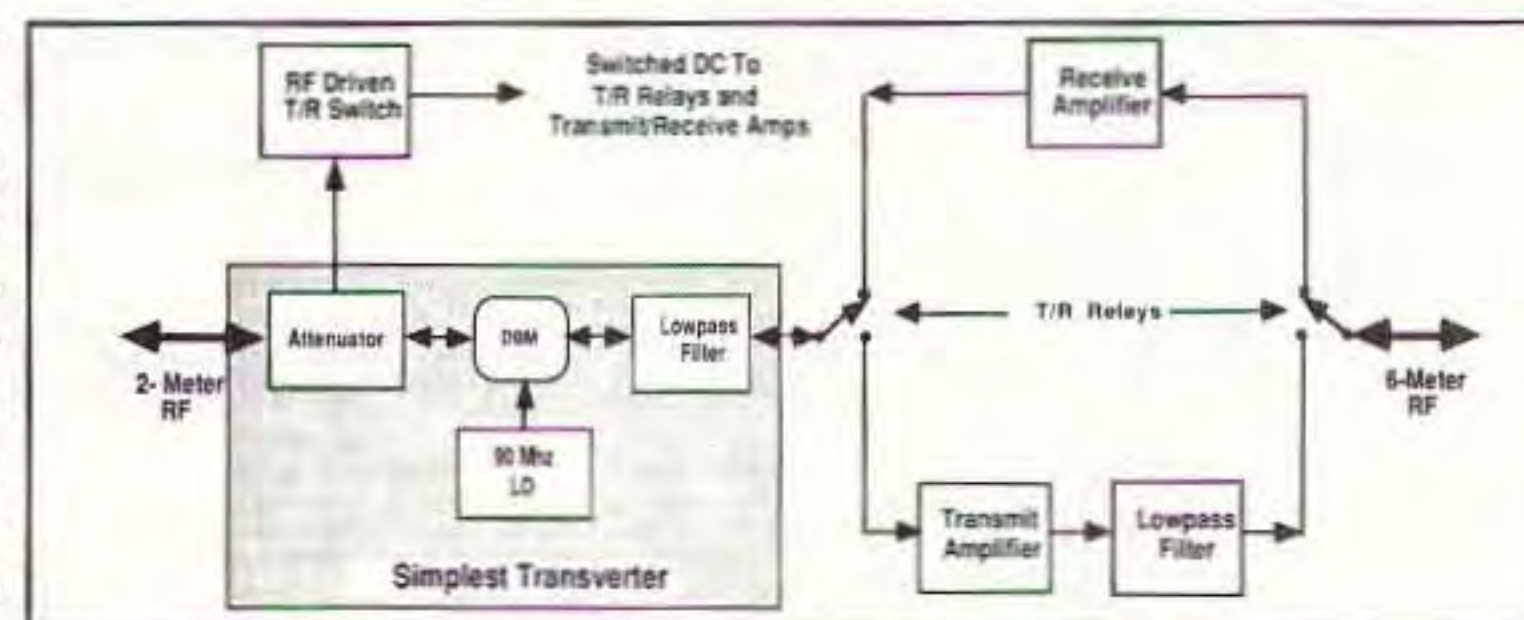 RF Driven
T/R Switch
Switched DC To
T/R Relays and
Transmit/Receive Amps
Receive
Amplifier
2- Meter
RF
Attenuator
DBM
Lowpass
Filter
90 Mhz
LO
Simplest Transverter
T/R Relays
6-Meter
RF
Transmit
Amplifier
Lowpass
Filter